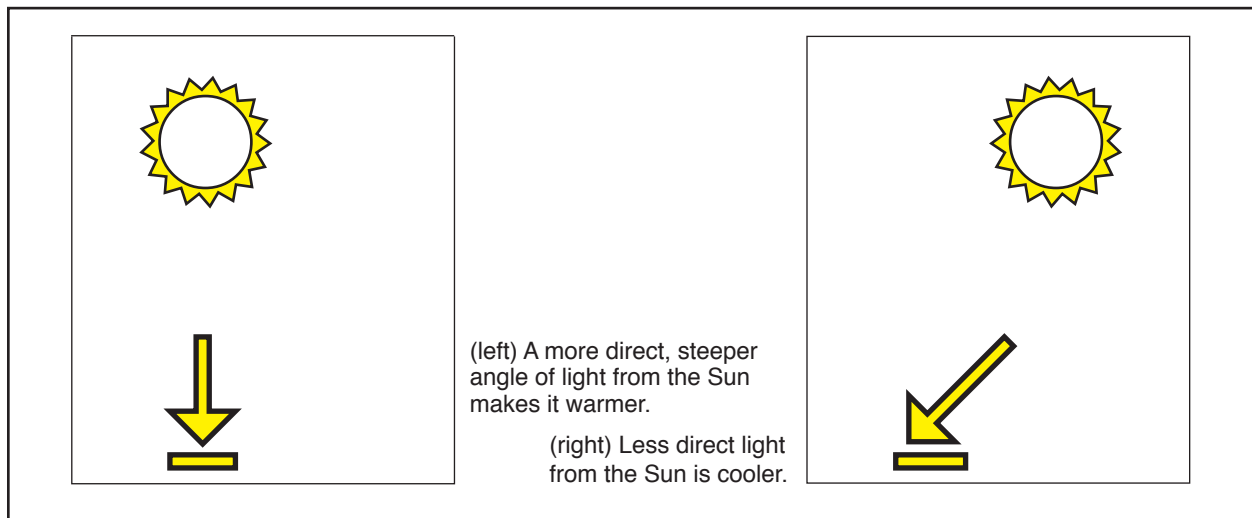 (left) A more direct, steeper
angle of light from the Sun
makes it warmer.
(right) Less direct light
from the Sun is cooler.